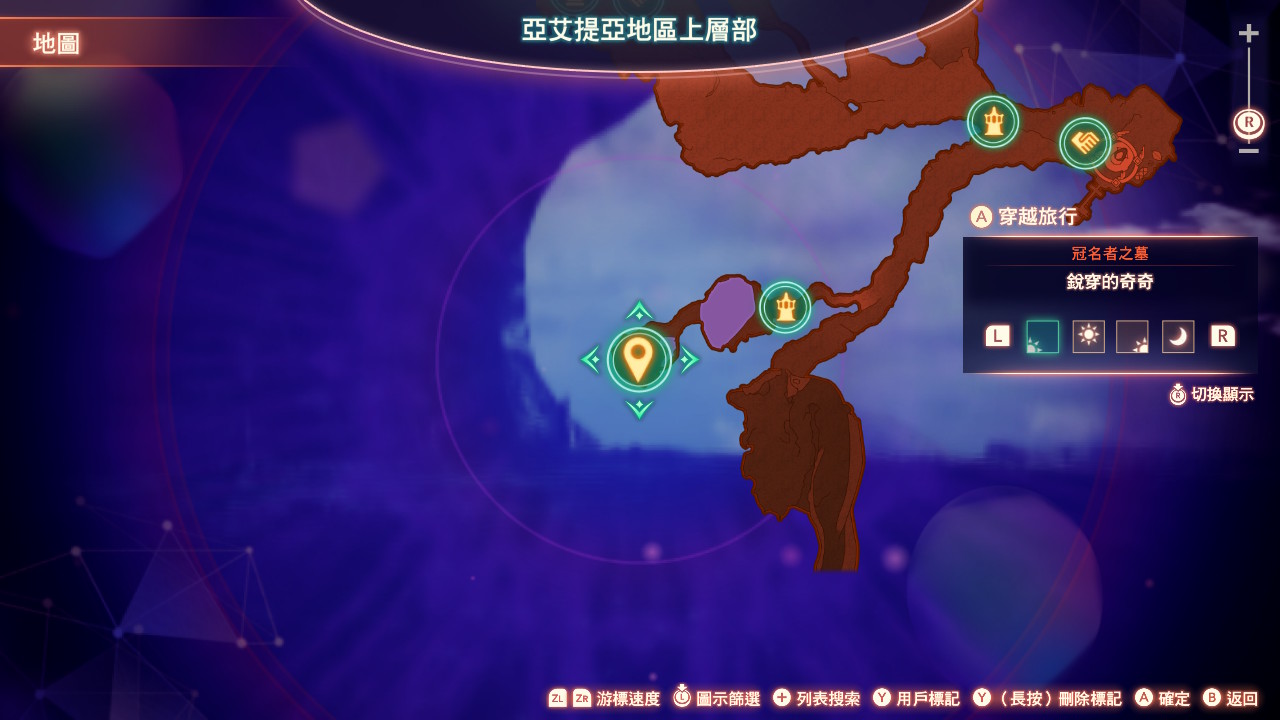 亞艾提亞地區上層部
地圖
R
A 穿越旅行
冠名者之墓
銳穿的奇奇
L R
R 切換顯示
ZL ZR 游標速度 L 圖示篩選 + 列表搜索 Y 用戶標記 Y （長按）刪除標記 A 確定 B 返回